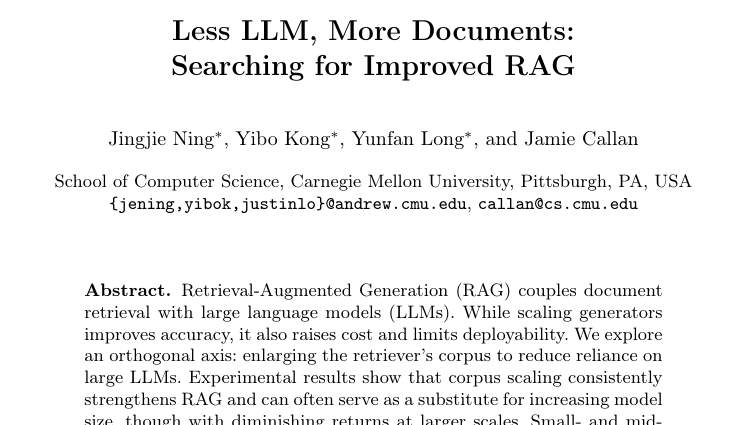 Less LLM, More Documents:
Searching for Improved RAG
Jingjie Ning*, Yibo Kong*, Yunfan Long*, and Jamie Callan
School of Computer Science, Carnegie Mellon University, Pittsburgh, PA, USA
{jening,yibok,justinlo}@andrew.cmu.edu, callan@cs.cmu.edu
Abstract. Retrieval-Augmented Generation (RAG) couples document
retrieval with large language models (LLMs). While scaling generators
improves accuracy, it also raises cost and limits deployability. We explore
an orthogonal axis: enlarging the retriever's corpus to reduce reliance on
large LLMs. Experimental results show that corpus scaling consistently
strengthens RAG and can often serve as a substitute for increasing model
size, though with diminishing returns at larger scales. Small- and mid-